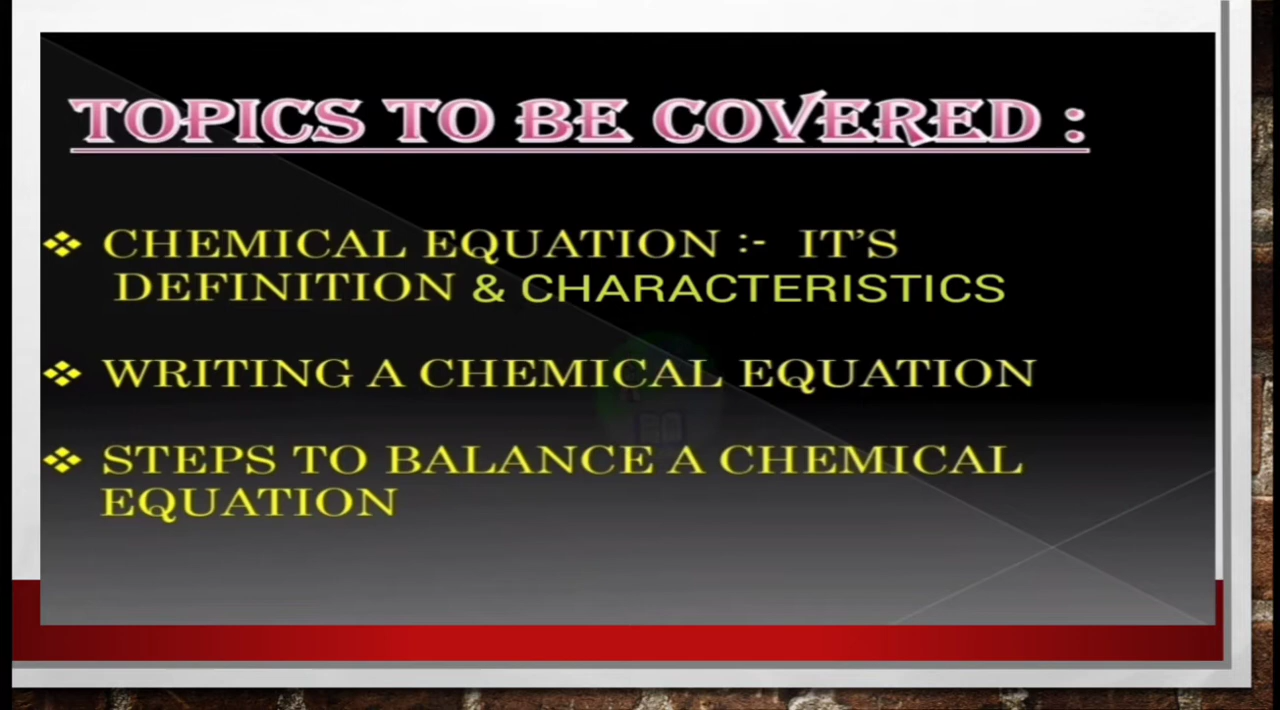 TOPICS TO BE COVERED :
❖ CHEMICAL EQUATION :- IT'S
DEFINITION & CHARACTERISTICS
❖ WRITING A CHEMICAL EQUATION
❖ STEPS TO BALANCE A CHEMICAL
EQUATION